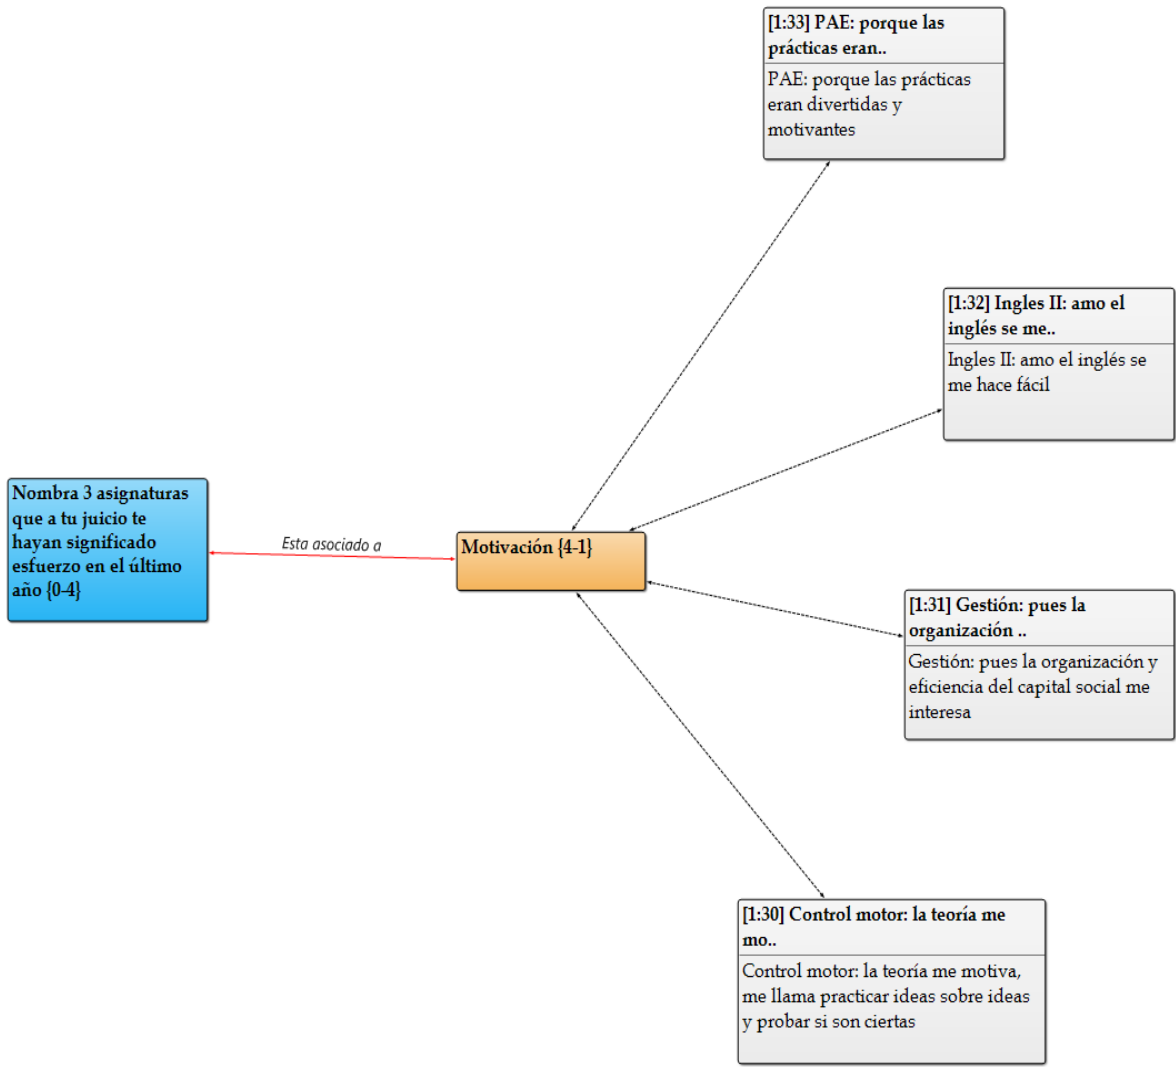 [1:33] PAE: porque las
prácticas eran..
PAE: porque las prácticas
eran divertidas y
motivantes
[1:32] Ingles II: amo el
inglés se me..
Ingles II: amo el inglés se
me hace fácil
Nombra 3 asignaturas
que a tu juicio te
hayan significado
esfuerzo en el último
año {0-4}
Esta asociado a
Motivación {4-1}
[1:31] Gestión: pues la
organización ..
Gestión: pues la organización y
eficiencia del capital social me
interesa
[1:30] Control motor: la teoría me
mo..
Control motor: la teoría me motiva,
me llama practicar ideas sobre ideas
y probar si son ciertas